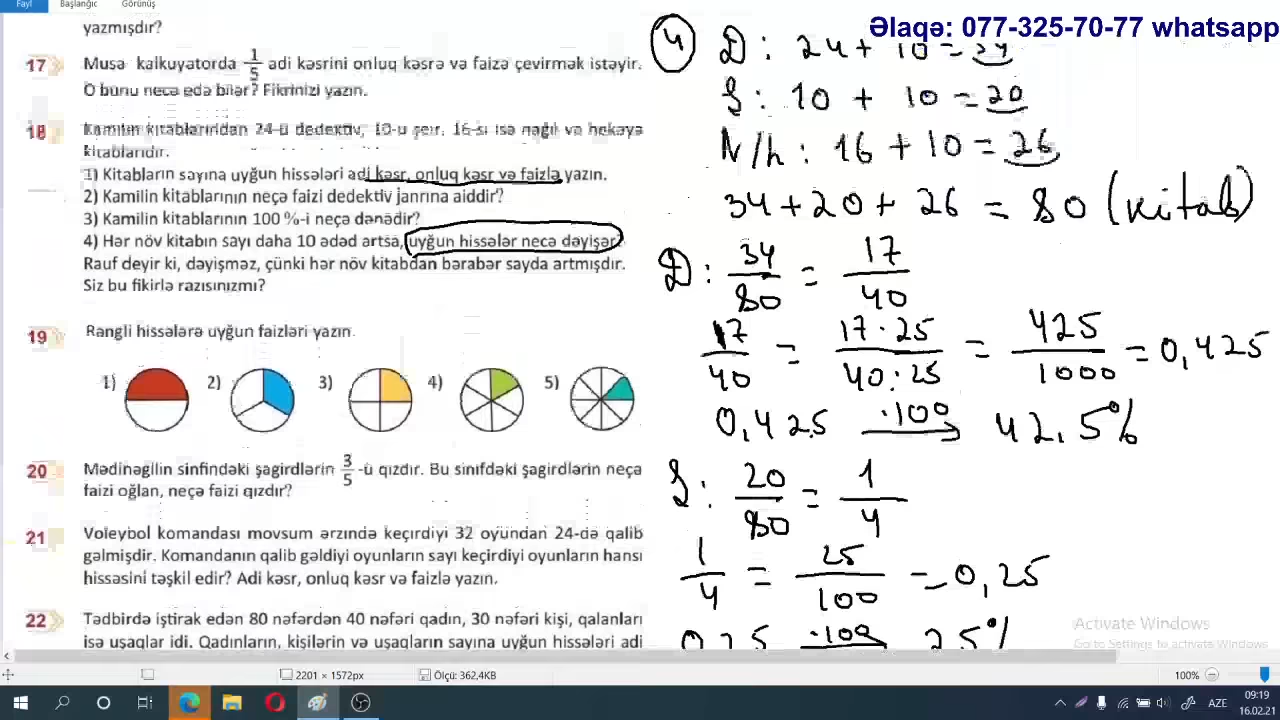 Fayl Başlanğıc Görünüş
Əlaqə: 077-325-70-77 whatsapp
yazmışdır?
17 Musa kalkuyatorda 1/5 adi kəsrini onluq kəsrə və faizə çevirmək istəyir.
O bunu necə edə bilər? Fikrinizi yazın.
18 Kamilin kitablarından 24-ü dedektiv, 10-u şeir, 16-sı isə nağıl və hekayə
kitablarıdır.
1) Kitabların sayına uyğun hissələri adi kəsr, onluq kəsr və faizlə yazın.
2) Kamilin kitablarının neçə faizi dedektiv janrına aiddir?
3) Kamilin kitablarının 100 %-i neçə dənədir?
4) Hər növ kitabın sayı daha 10 ədəd artsa, uyğun hissələr necə dəyişər?
Rauf deyir ki, dəyişməz, çünki hər növ kitabdan bərabər sayda artmışdır.
Siz bu fikirlə razısınızmı?
19 Rəngli hissələrə uyğun faizləri yazın.
1) 2) 3) 4) 5)
20 Mədinəgilin sinfindəki şagirdlərin 3/5 -ü qızdır. Bu sinifdəki şagirdlərin neçə
faizi oğlan, neçə faizi qızdır?
21 Voleybol komandası mövsüm ərzində keçirdiyi 32 oyundan 24-də qalib
gəlmişdir. Komandanın qalib gəldiyi oyunların sayı keçirdiyi oyunların hansı
hissəsini təşkil edir? Adi kəsr, onluq kəsr və faizlə yazın.
22 Tədbirdə iştirak edən 80 nəfərdən 40 nəfəri qadın, 30 nəfəri kişi, qalanları
isə uşaqlar idi. Qadınların, kişilərin və uşaqların sayına uyğun hissələri adi
4 D: 24 + 10 = 34
Ş: 10 + 10 = 20
N/h: 16 + 10 = 26
34 + 20 + 26 = 80 (kitab)
D: 34/80 = 17/40
17/40 = 17·25/40·25 = 425/1000 = 0,425
0,425 ·100 → 42,5%
Ş: 20/80 = 1/4
1/4 = 25/100 = 0,25
0,25 ·100 → 25%
Activate Windows
Go to Settings to activate Windows
2201 × 1572px Ölçü: 362,4KB 100%
AZE 09:19
16.02.21